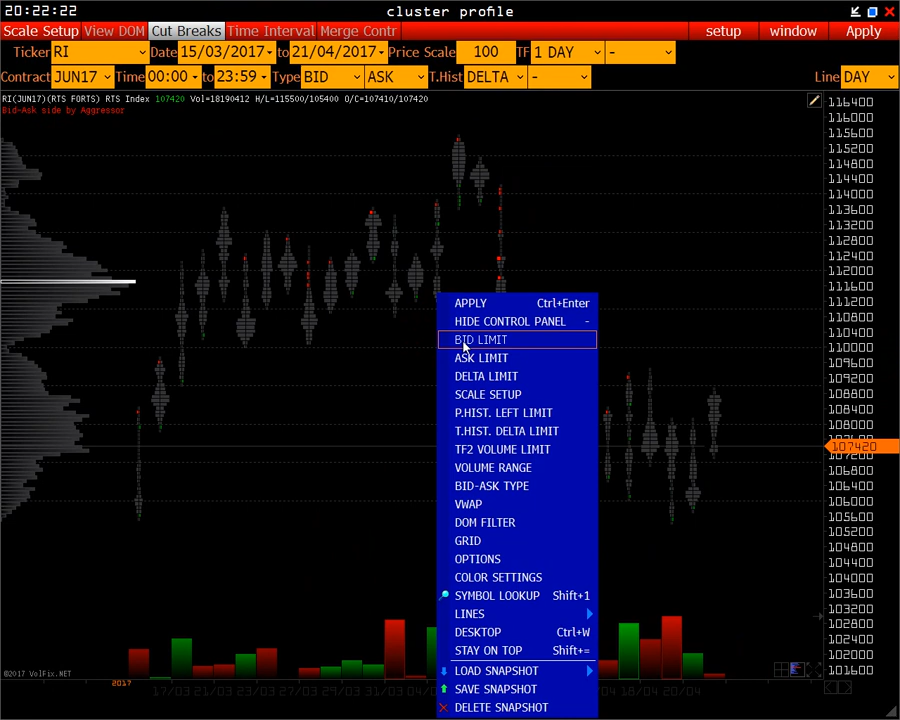 20:22:22
cluster profile
Scale Setup View DOM Cut Breaks Time Interval Merge Contr setup window Apply
Ticker RI Date 15/03/2017 to 21/04/2017 Price Scale 100 TF 1 DAY -
Contract JUN17 Time 00:00 to 23:59 Type BID ASK T.Hist DELTA - Line DAY
RI(JUN17)(RTS FORTS) RTS Index 107420 Vol=18190412 H/L=115500/105400 O/C=107410/107420
Bid-Ask side by Aggressor
116400
116000
115600
115200
114800
114400
114000
113600
113200
112800
112400
112000
111600
111200
110800
110400
110000
109600
109200
108800
108400
108000
107420
107200
106800
106400
106000
105600
105200
104800
104400
104000
103600
103200
102800
102400
102000
101600
APPLY Ctrl+Enter
HIDE CONTROL PANEL -
BID LIMIT
ASK LIMIT
DELTA LIMIT
SCALE SETUP
P.HIST. LEFT LIMIT
T.HIST. DELTA LIMIT
TF2 VOLUME LIMIT
VOLUME RANGE
BID-ASK TYPE
VWAP
DOM FILTER
GRID
OPTIONS
COLOR SETTINGS
SYMBOL LOOKUP Shift+1
LINES
DESKTOP Ctrl+W
STAY ON TOP Shift+=
LOAD SNAPSHOT
SAVE SNAPSHOT
DELETE SNAPSHOT
©2017 VolFix.NET
2017
17/03 21/03 23/03 27/03 29/03 31/03 04 18/04 20/04